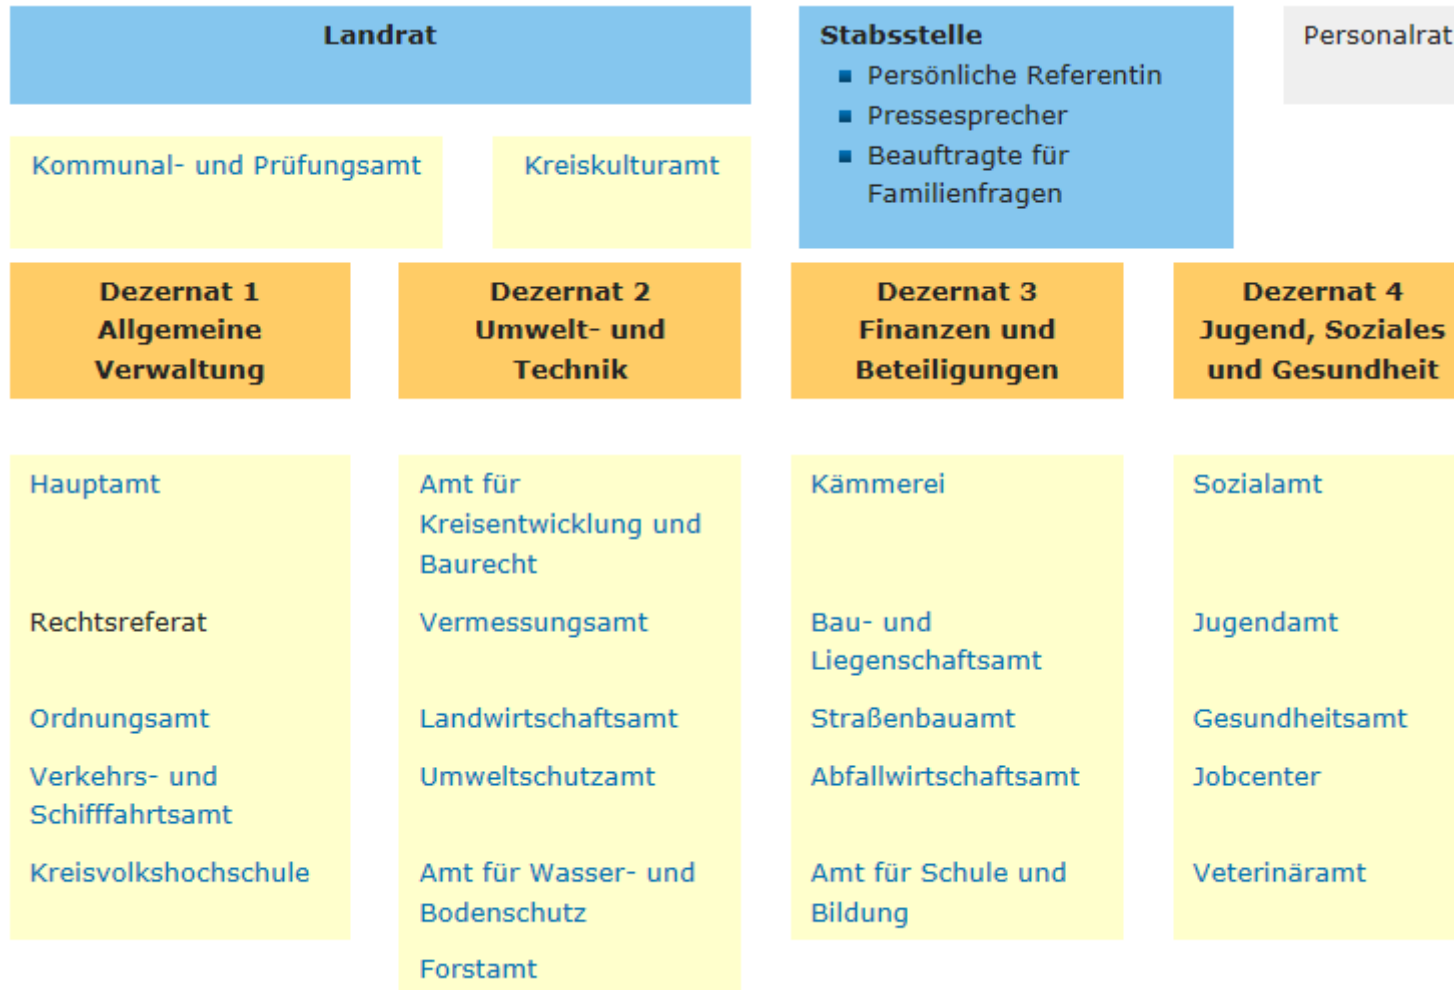 Landrat
Stabsstelle
Persönliche Referentin
Pressesprecher
Beauftragte für
Familienfragen
Personalrat
Kommunal- und Prüfungsamt
Kreiskulturamt
Dezernat 1
Allgemeine
Verwaltung
Dezernat 2
Umwelt- und
Technik
Dezernat 3
Finanzen und
Beteiligungen
Dezernat 4
Jugend, Soziales
und Gesundheit
Hauptamt
Rechtsreferat
Ordnungsamt
Verkehrs- und
Schifffahrtsamt
Kreisvolkshochschule
Amt für
Kreisentwicklung und
Baurecht
Vermessungsamt
Landwirtschaftsamt
Umweltschutzamt
Amt für Wasser- und
Bodenschutz
Forstamt
Kämmerei
Bau- und
Liegenschaftsamt
Straßenbauamt
Abfallwirtschaftsamt
Amt für Schule und
Bildung
Sozialamt
Jugendamt
Gesundheitsamt
Jobcenter
Veterinäramt